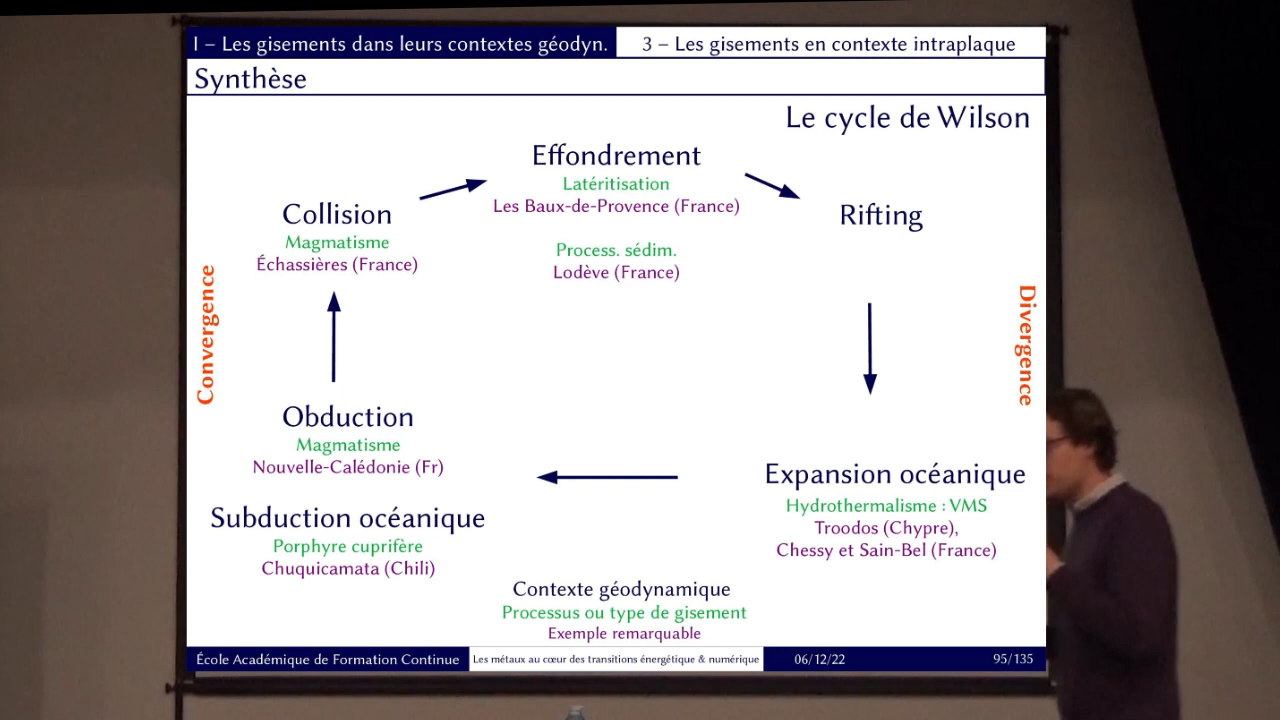 I – Les gisements dans leurs contextes géodyn.
3 – Les gisements en contexte intraplaque
Synthèse
Le cycle de Wilson
Effondrement
Latéritisation
Les Baux-de-Provence (France)
Process. sédim.
Lodève (France)
Rifting
Collision
Magmatisme
Échassières (France)
Convergence
Divergence
Obduction
Magmatisme
Nouvelle-Calédonie (Fr)
Subduction océanique
Porphyre cuprifère
Chuquicamata (Chili)
Expansion océanique
Hydrothermalisme : VMS
Troodos (Chypre),
Chessy et Sain-Bel (France)
Contexte géodynamique
Processus ou type de gisement
Exemple remarquable
École Académique de Formation Continue
Les métaux au cœur des transitions énergétique & numérique
06/12/22
95/135